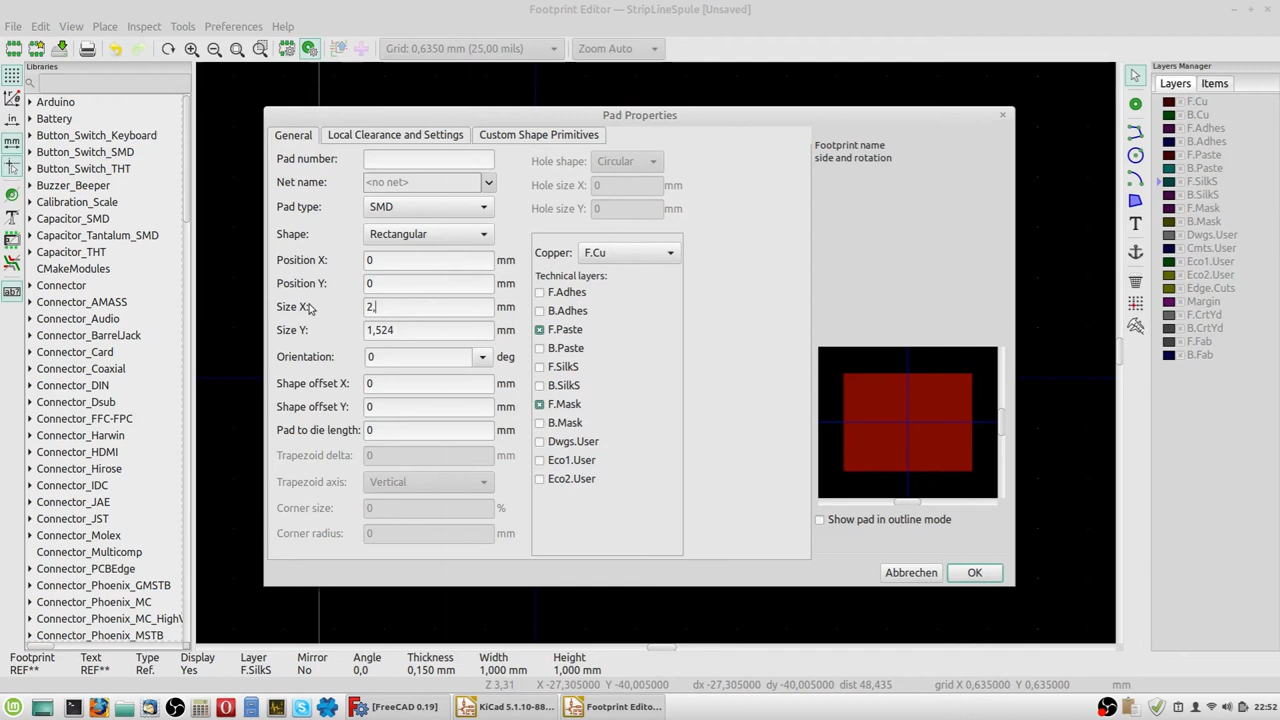 Footprint Editor — StripLineSpule [Unsaved]
File Edit View Place Inspect Tools Preferences Help
Grid: 0,6350 mm (25,00 mils)
Zoom Auto
Libraries
Arduino
Battery
Button_Switch_Keyboard
Button_Switch_SMD
Button_Switch_THT
Buzzer_Beeper
Calibration_Scale
Capacitor_SMD
Capacitor_Tantalum_SMD
Capacitor_THT
CMakeModules
Connector
Connector_AMASS
Connector_Audio
Connector_BarrelJack
Connector_Card
Connector_Coaxial
Connector_DIN
Connector_Dsub
Connector_FFC-FPC
Connector_Harwin
Connector_HDMI
Connector_Hirose
Connector_IDC
Connector_JAE
Connector_JST
Connector_Molex
Connector_Multicomp
Connector_PCBEdge
Connector_Phoenix_GMSTB
Connector_Phoenix_MC
Connector_Phoenix_MC_HighV
Connector_Phoenix_MSTB
in
mm
T
ab?
Pad Properties
General
Local Clearance and Settings
Custom Shape Primitives
Pad number:
Net name: <no net>
Pad type: SMD
Shape: Rectangular
Position X: 0 mm
Position Y: 0 mm
Size X: 2, mm
Size Y: 1,524 mm
Orientation: 0 deg
Shape offset X: 0 mm
Shape offset Y: 0 mm
Pad to die length: 0 mm
Trapezoid delta: 0 mm
Trapezoid axis: Vertical
Corner size: 0 %
Corner radius: 0 mm
Hole shape: Circular
Hole size X: 0 mm
Hole size Y: 0 mm
Copper: F.Cu
Technical layers:
F.Adhes
B.Adhes
F.Paste
B.Paste
F.SilkS
B.SilkS
F.Mask
B.Mask
Dwgs.User
Eco1.User
Eco2.User
Footprint name
side and rotation
Show pad in outline mode
Abbrechen
OK
T
Layers Manager
Layers Items
F.Cu
B.Cu
F.Adhes
B.Adhes
F.Paste
B.Paste
F.SilkS
B.SilkS
F.Mask
B.Mask
Dwgs.User
Cmts.User
Eco1.User
Eco2.User
Edge.Cuts
Margin
F.CrtYd
B.CrtYd
F.Fab
B.Fab
Footprint Text Type Display Layer Mirror Angle Thickness Width Height
REF** REF** Ref. Yes F.SilkS No 0,0 0,150 mm 1,000 mm 1,000 mm
Z 3,31 X -27,305000 Y -40,005000 dx -27,305000 dy -40,005000 dist 48,435 grid X 0,635000 Y 0,635000 mm
[FreeCAD 0.19]
KiCad 5.1.10-88...
Footprint Edito...
22:52